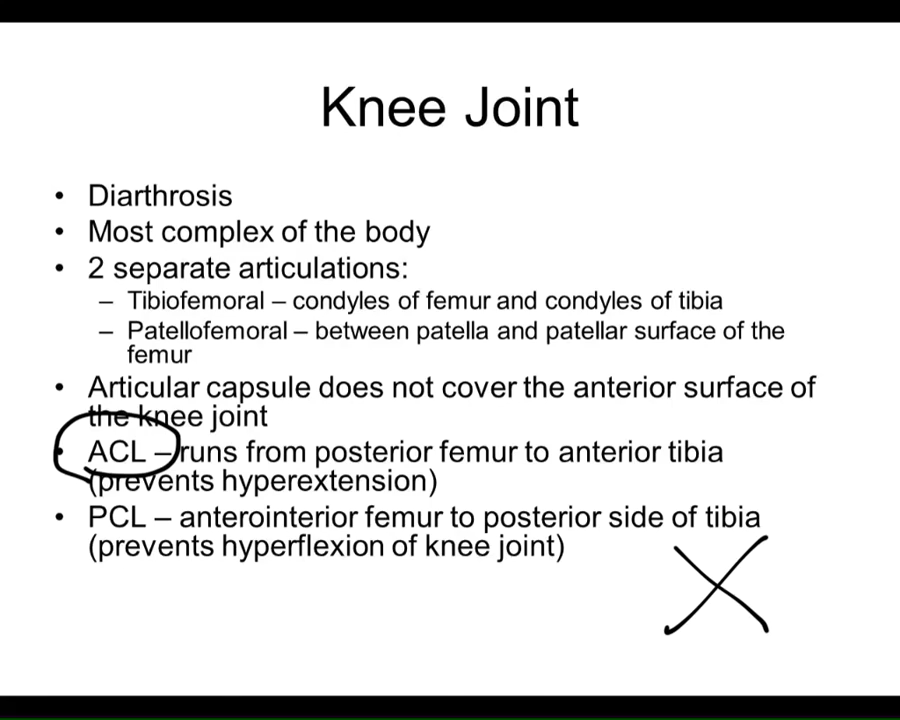 Knee Joint
• Diarthrosis
• Most complex of the body
• 2 separate articulations:
– Tibiofemoral – condyles of femur and condyles of tibia
– Patellofemoral – between patella and patellar surface of the
femur
• Articular capsule does not cover the anterior surface of
the knee joint
• ACL – runs from posterior femur to anterior tibia
(prevents hyperextension)
• PCL – anterointerior femur to posterior side of tibia
(prevents hyperflexion of knee joint)